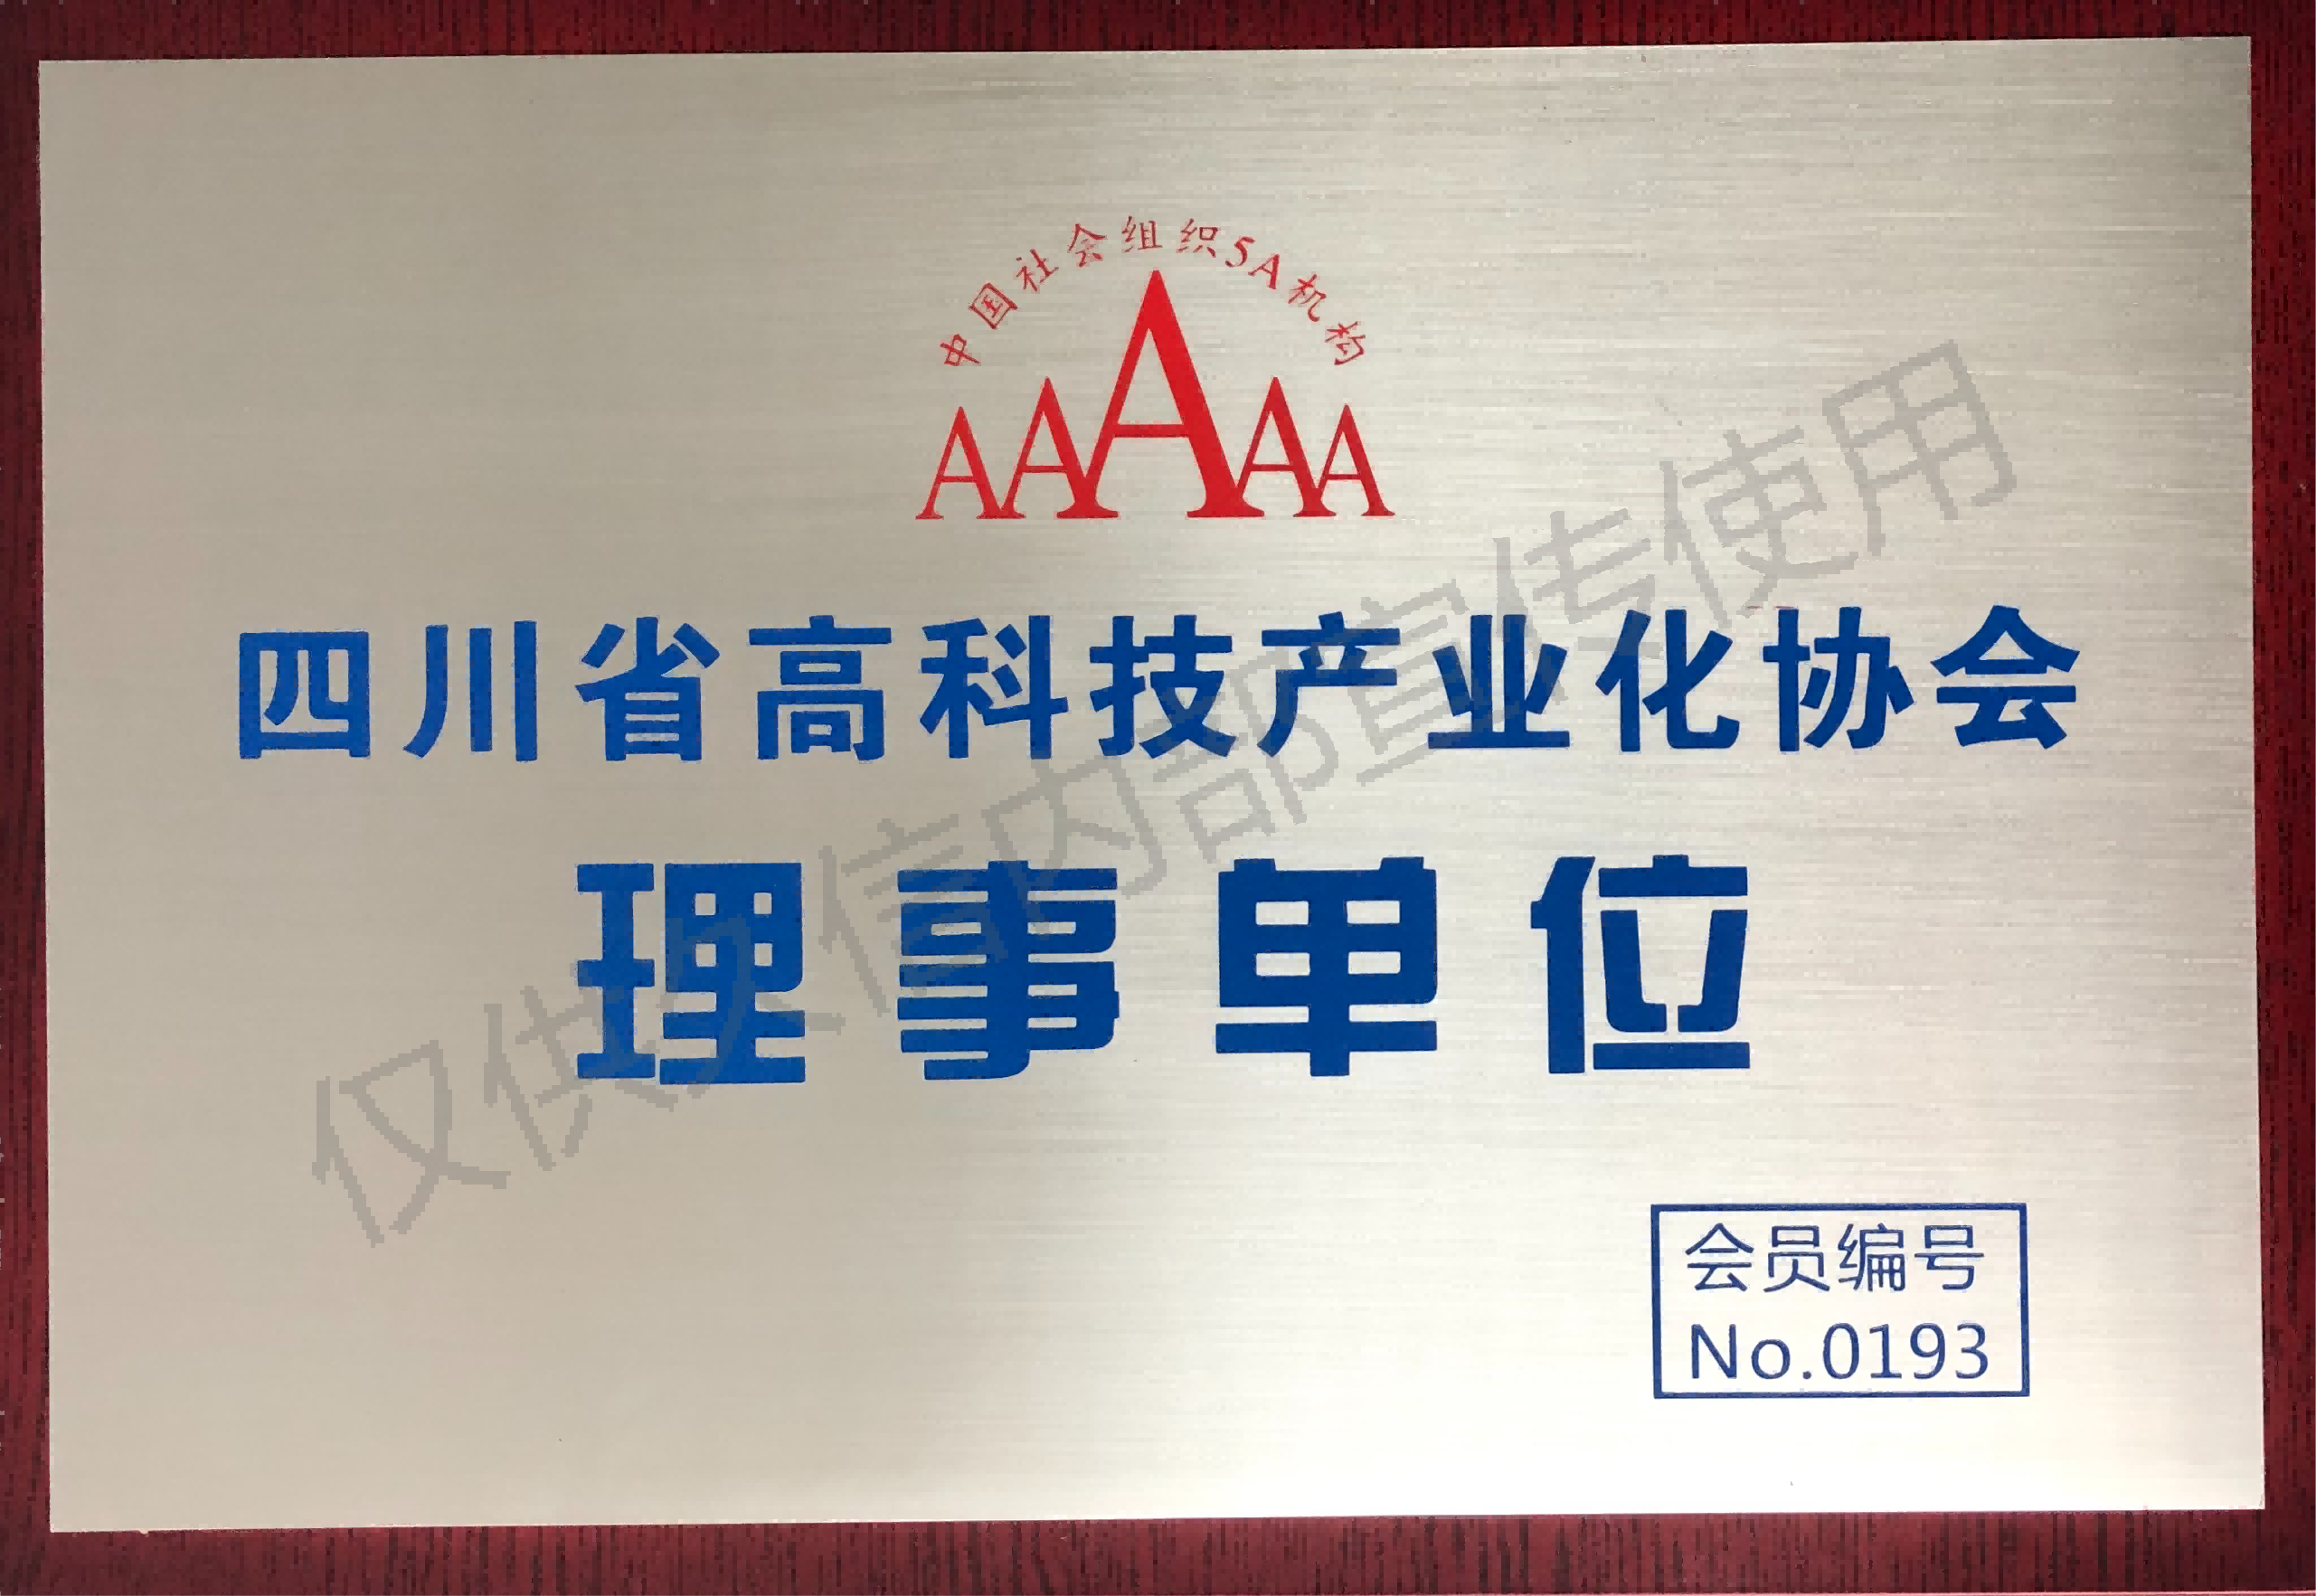 中国社会组织5A机构
AAAAA
四川省高科技产业化协会
理事单位
仅供久信内部宣传使用
会员编号
No.0193